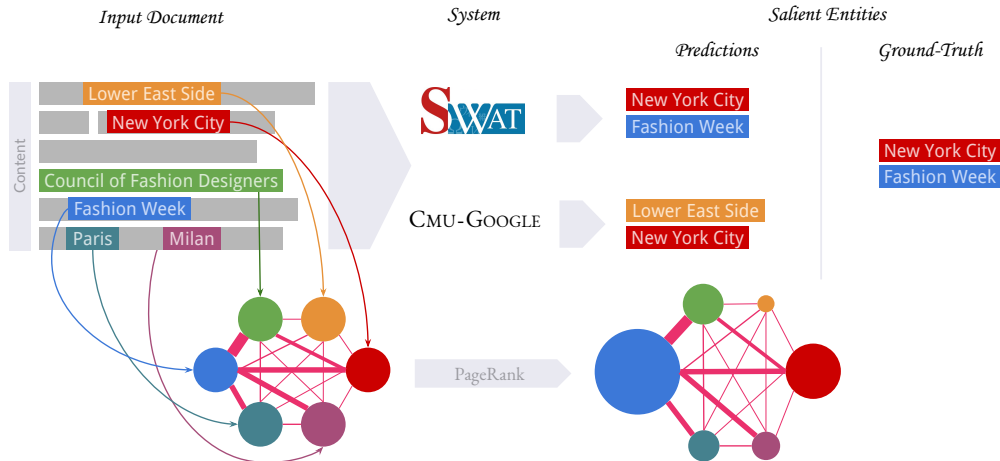 Input Document
System
Salient Entities
Predictions
Ground-Truth
Content
Lower East Side
New York City
Council of Fashion Designers
Fashion Week
Paris
Milan
SWAT
CMU-GOOGLE
New York City
Fashion Week
Lower East Side
New York City
New York City
Fashion Week
PageRank